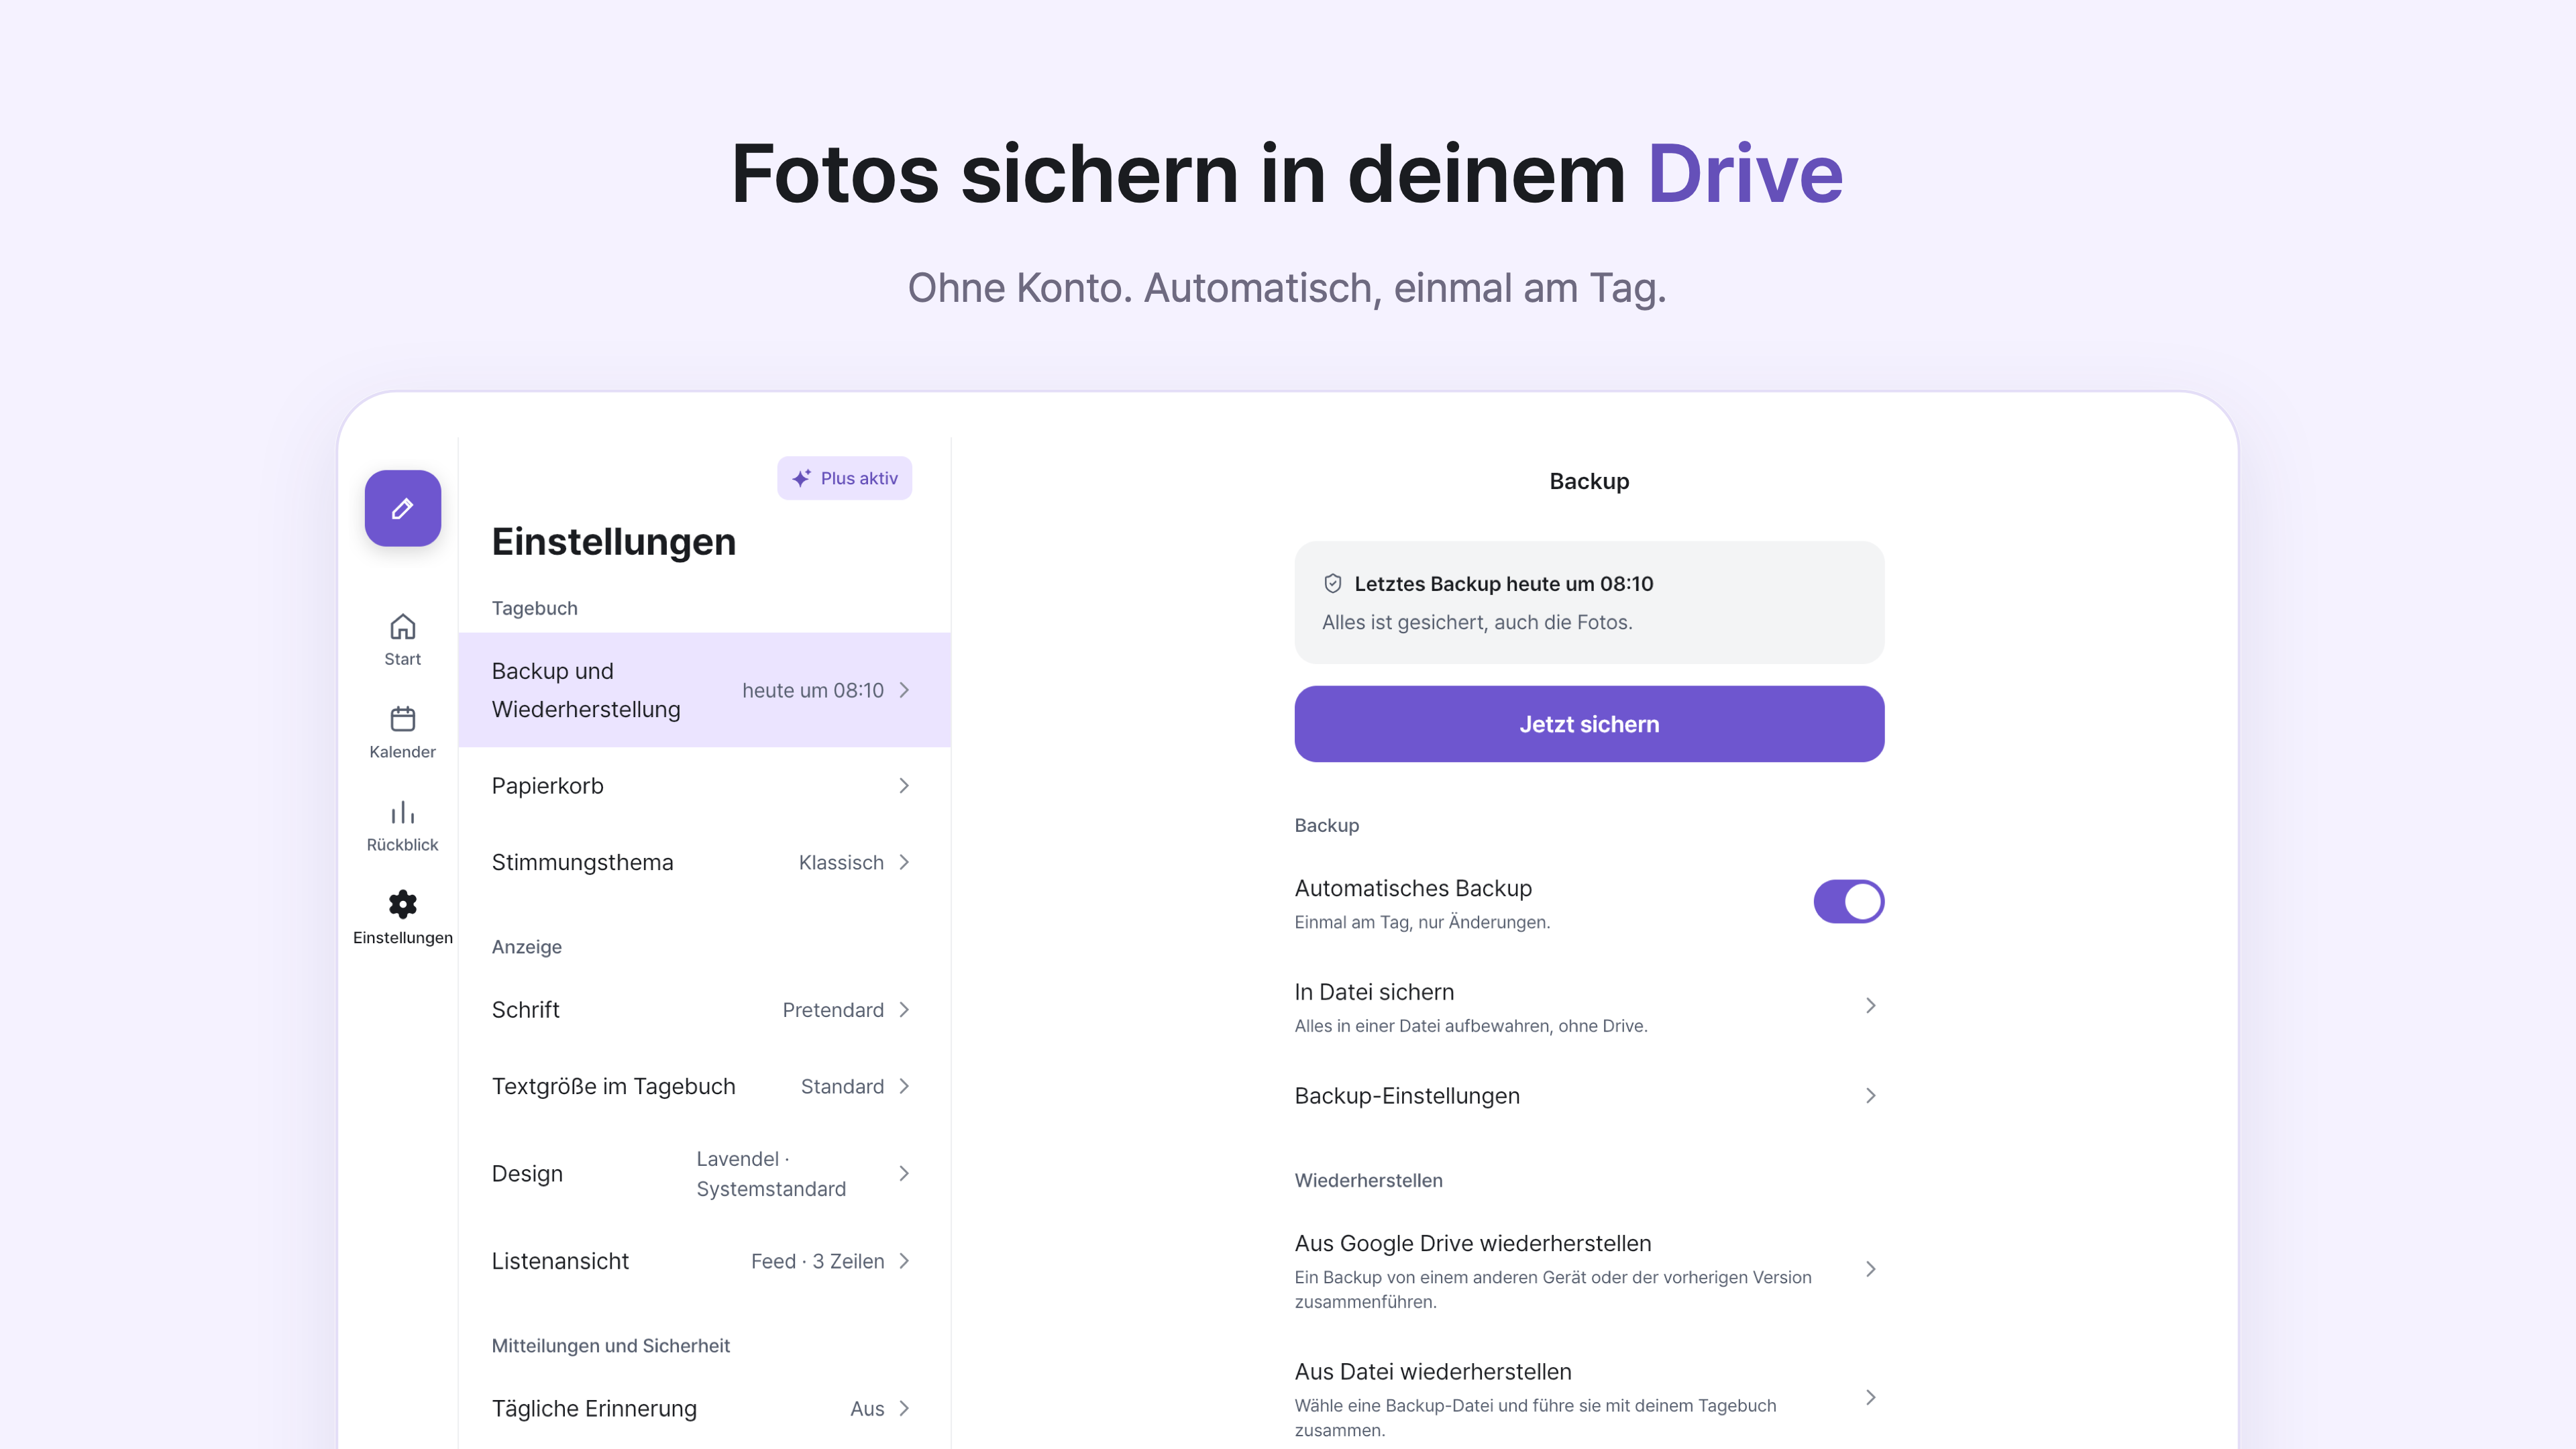 Fotos sichern in deinem Drive
Ohne Konto. Automatisch, einmal am Tag.
Start
Kalender
Rückblick
Einstellungen
Plus aktiv
Einstellungen
Tagebuch
Backup und
Wiederherstellung
heute um 08:10
Papierkorb
Stimmungsthema
Klassisch
Anzeige
Schrift
Pretendard
Textgröße im Tagebuch
Standard
Design
Lavendel ·
Systemstandard
Listenansicht
Feed · 3 Zeilen
Mitteilungen und Sicherheit
Tägliche Erinnerung
Aus
Backup
Letztes Backup heute um 08:10
Alles ist gesichert, auch die Fotos.
Jetzt sichern
Backup
Automatisches Backup
Einmal am Tag, nur Änderungen.
In Datei sichern
Alles in einer Datei aufbewahren, ohne Drive.
Backup-Einstellungen
Wiederherstellen
Aus Google Drive wiederherstellen
Ein Backup von einem anderen Gerät oder der vorherigen Version
zusammenführen.
Aus Datei wiederherstellen
Wähle eine Backup-Datei und führe sie mit deinem Tagebuch
zusammen.